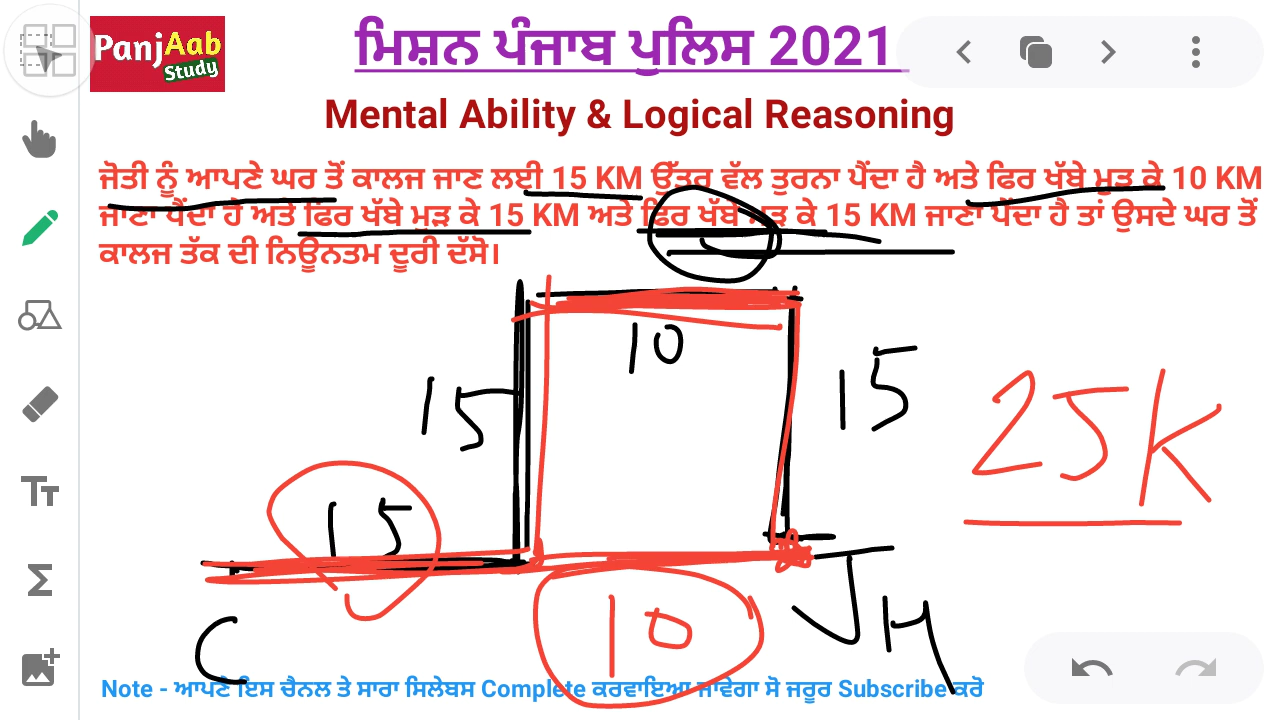 PanjAab
Study
ਮਿਸ਼ਨ ਪੰਜਾਬ ਪੁਲਿਸ 2021
Mental Ability & Logical Reasoning
ਜੋਤੀ ਨੂੰ ਆਪਣੇ ਘਰ ਤੋਂ ਕਾਲਜ ਜਾਣ ਲਈ 15 KM ਉੱਤਰ ਵੱਲ ਤੁਰਨਾ ਪੈਂਦਾ ਹੈ ਅਤੇ ਫਿਰ ਖੱਬੇ ਮੁੜ ਕੇ 10 KM
ਜਾਣਾ ਪੈਂਦਾ ਹੈ ਅਤੇ ਫਿਰ ਖੱਬੇ ਮੁੜ ਕੇ 15 KM ਅਤੇ ਫਿਰ ਖੱਬੇ ਮੁੜ ਕੇ 15 KM ਜਾਣਾ ਪੈਂਦਾ ਹੈ ਤਾਂ ਉਸਦੇ ਘਰ ਤੋਂ
ਕਾਲਜ ਤੱਕ ਦੀ ਨਿਊਨਤਮ ਦੂਰੀ ਦੱਸੋ।
10
15
15
25K
15
10
J
H
C
Tт
Σ
Note - ਆਪਣੇ ਇਸ ਚੈਨਲ ਤੇ ਸਾਰਾ ਸਿਲੇਬਸ Complete ਕਰਵਾਇਆ ਜਾਵੇਗਾ ਸੋ ਜਰੂਰ Subscribe ਕਰੋ